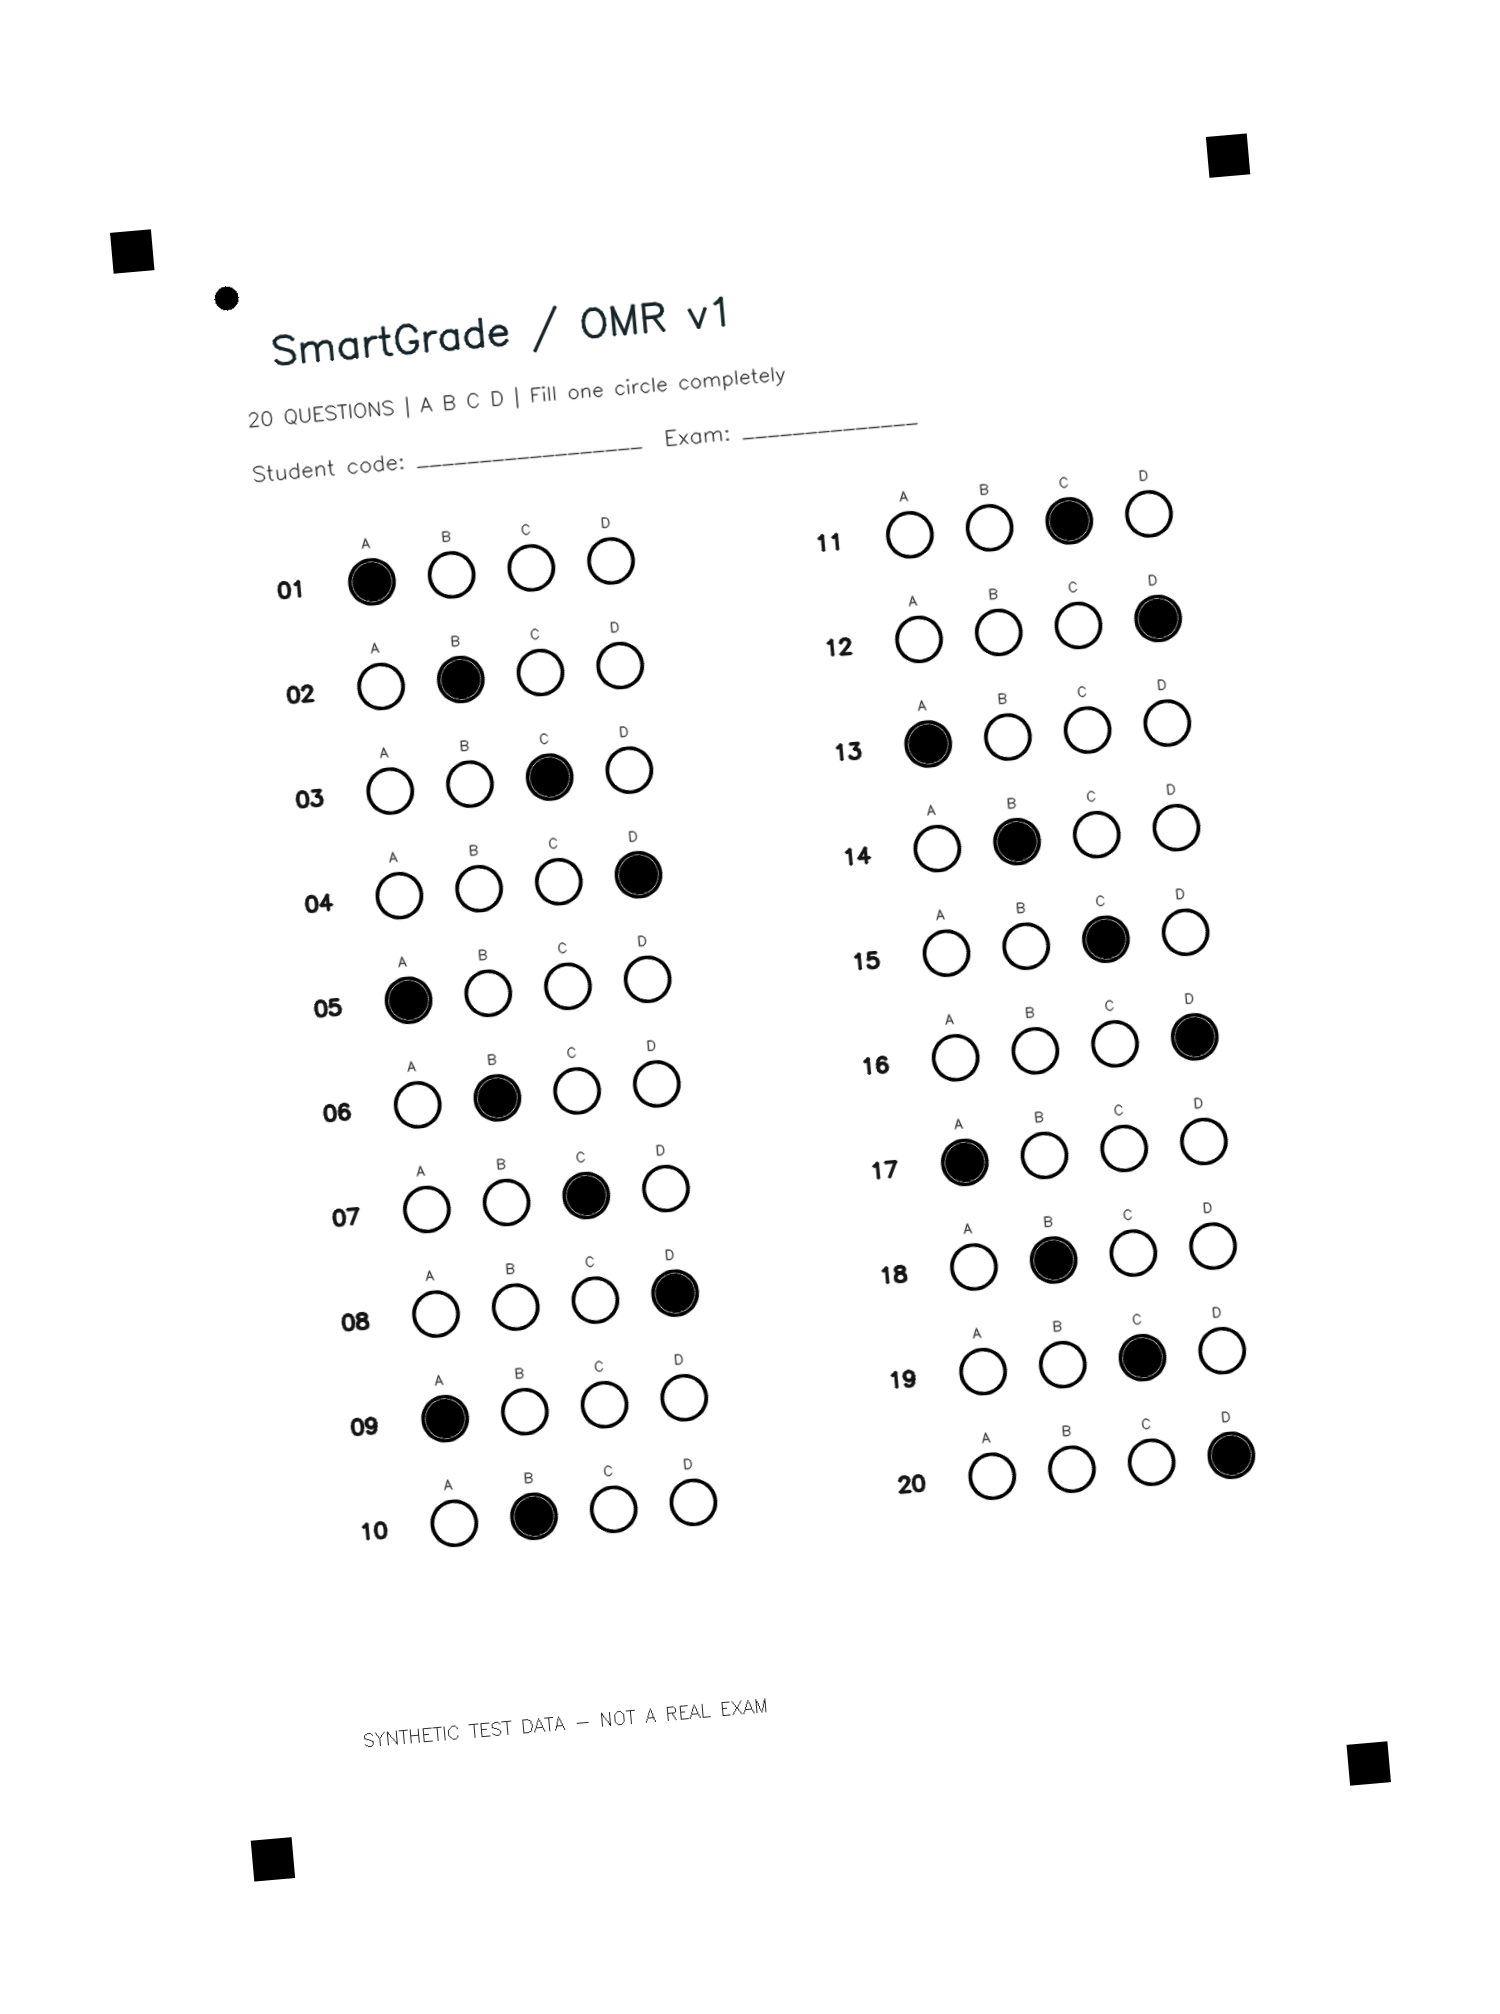 SmartGrade / OMR v1
20 QUESTIONS | A B C D | Fill one circle completely
Student code: __________________ Exam: ______________
A B C D
01
A B C D
02
A B C D
03
A B C D
04
A B C D
05
A B C D
06
A B C D
07
A B C D
08
A B C D
09
A B C D
10
A B C D
11
A B C D
12
A B C D
13
A B C D
14
A B C D
15
A B C D
16
A B C D
17
A B C D
18
A B C D
19
A B C D
20
SYNTHETIC TEST DATA — NOT A REAL EXAM